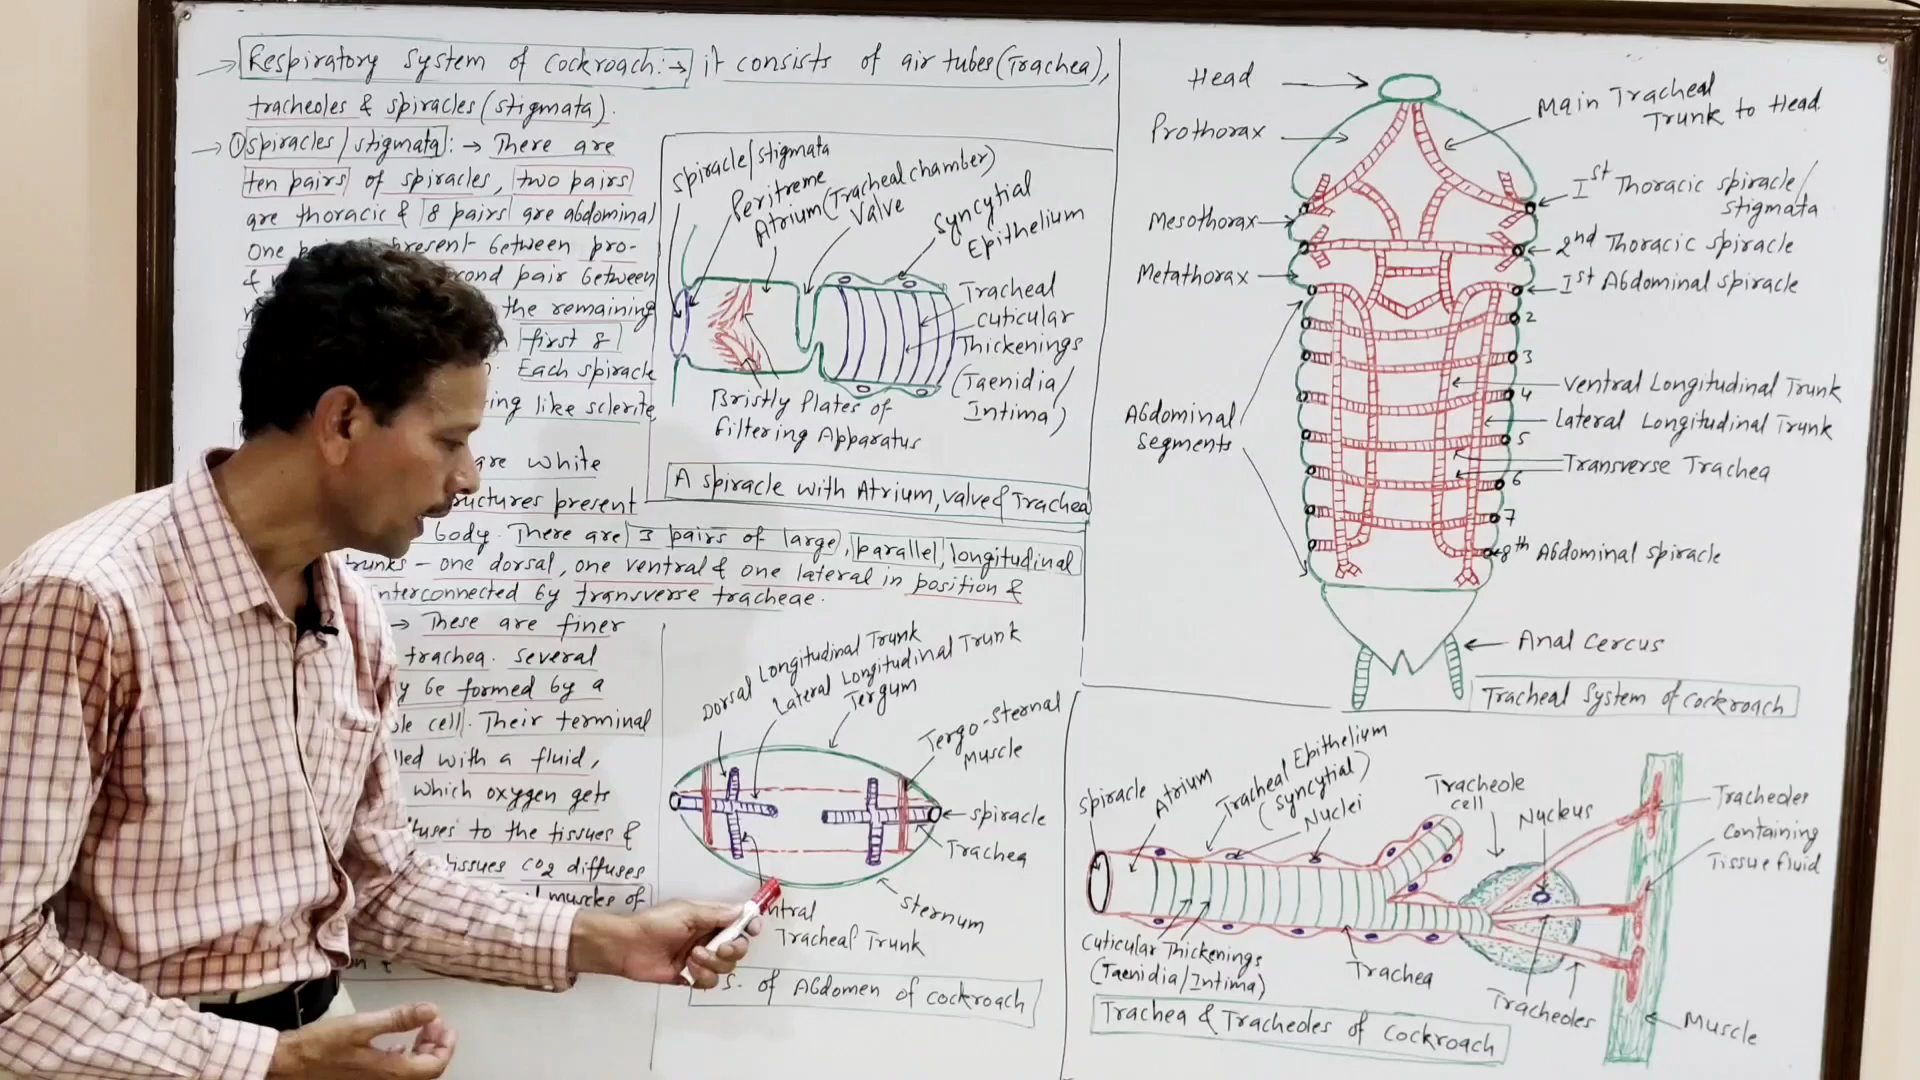 → Respiratory System of cockroach:→ it consists of air tubes (Trachea),
tracheoles & spiracles (stigmata).
→ ① spiracles/stigmata: → There are
ten pairs of spiracles, two pairs
are thoracic & 8 pairs are abdominal
One present between pro-
& second pair between
the remaining
first 8
Each spiracle
ring like sclerite
are white
structures present
body. There are 3 pairs of large, parallel, longitudinal
trunks - one dorsal, one ventral & one lateral in position &
interconnected by transverse tracheae.
→ These are finer
trachea. Several
be formed by a
cell. Their terminal
filled with a fluid,
which oxygen gets
to the tissues &
tissues CO2 diffuses
muscles of
spiracle/stigmata
Peritreme
Atrium (Tracheal chamber)
Valve
Syncytial
Epithelium
Tracheal
cuticular
Thickenings
(Taenidia/
Intima)
Bristly Plates of
Filtering Apparatus
A spiracle with Atrium, valve & Trachea
Dorsal Longitudinal Trunk
Lateral Longitudinal Trunk
Tergum
Tergo-sternal
Muscle
spiracle
Trachea
sternum
Tracheal Trunk
S. of Abdomen of cockroach
Head
Prothorax
Mesothorax
Metathorax
Abdominal
segments
Main Tracheal
Trunk to Head
Ist Thoracic spiracle/
stigmata
2nd Thoracic spiracle
Ist Abdominal spiracle
2
3
4
5
6
7
8th Abdominal spiracle
Ventral Longitudinal Trunk
Lateral Longitudinal Trunk
Transverse Trachea
Anal Cercus
Tracheal System of cockroach
spiracle
Atrium
Tracheal Epithelium
(syncytial)
Nuclei
Tracheole
cell
Nucleus
Tracheoles
containing
Tissue fluid
Cuticular Thickenings
(Taenidia/Intima)
Trachea
Tracheoles
Muscle
Trachea & Tracheoles of cockroach